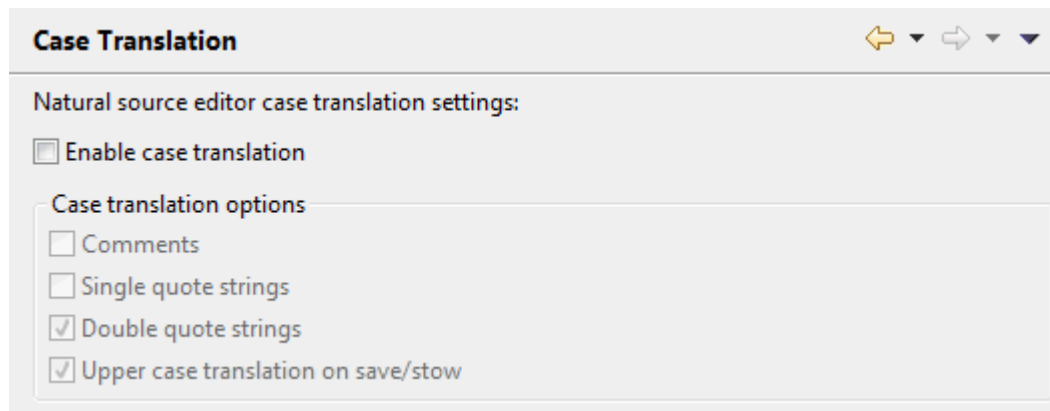 Case Translation
Natural source editor case translation settings:
Enable case translation
Case translation options
Comments
Single quote strings
Double quote strings
Upper case translation on save/stow